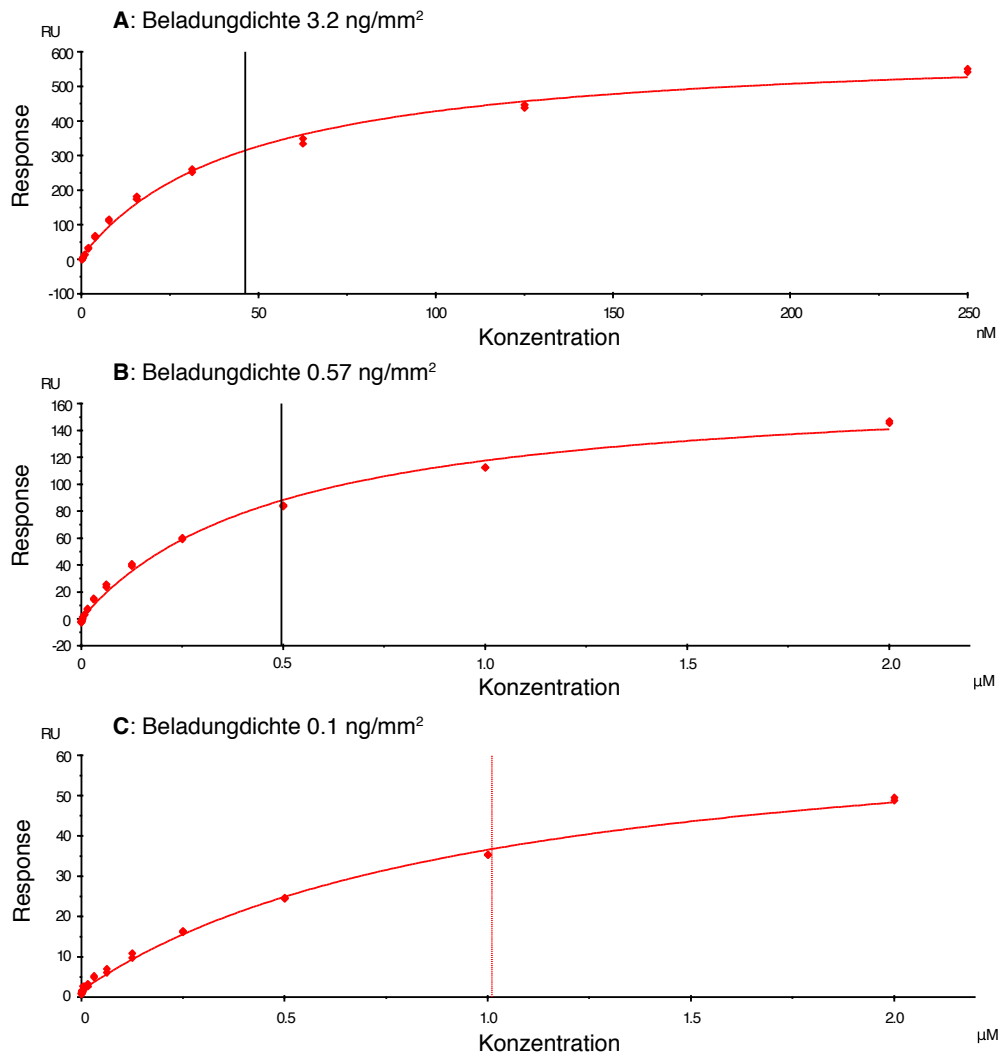 A: Beladungdichte 3.2 ng/mm²
RU
600
500
400
300
200
100
0
-100
Response
0 50 100 150 200 250
nM
Konzentration
B: Beladungdichte 0.57 ng/mm²
RU
160
140
120
100
80
60
40
20
0
-20
Response
0 0.5 1.0 1.5 2.0
µM
Konzentration
C: Beladungdichte 0.1 ng/mm²
RU
60
50
40
30
20
10
0
Response
0 0.5 1.0 1.5 2.0
µM
Konzentration